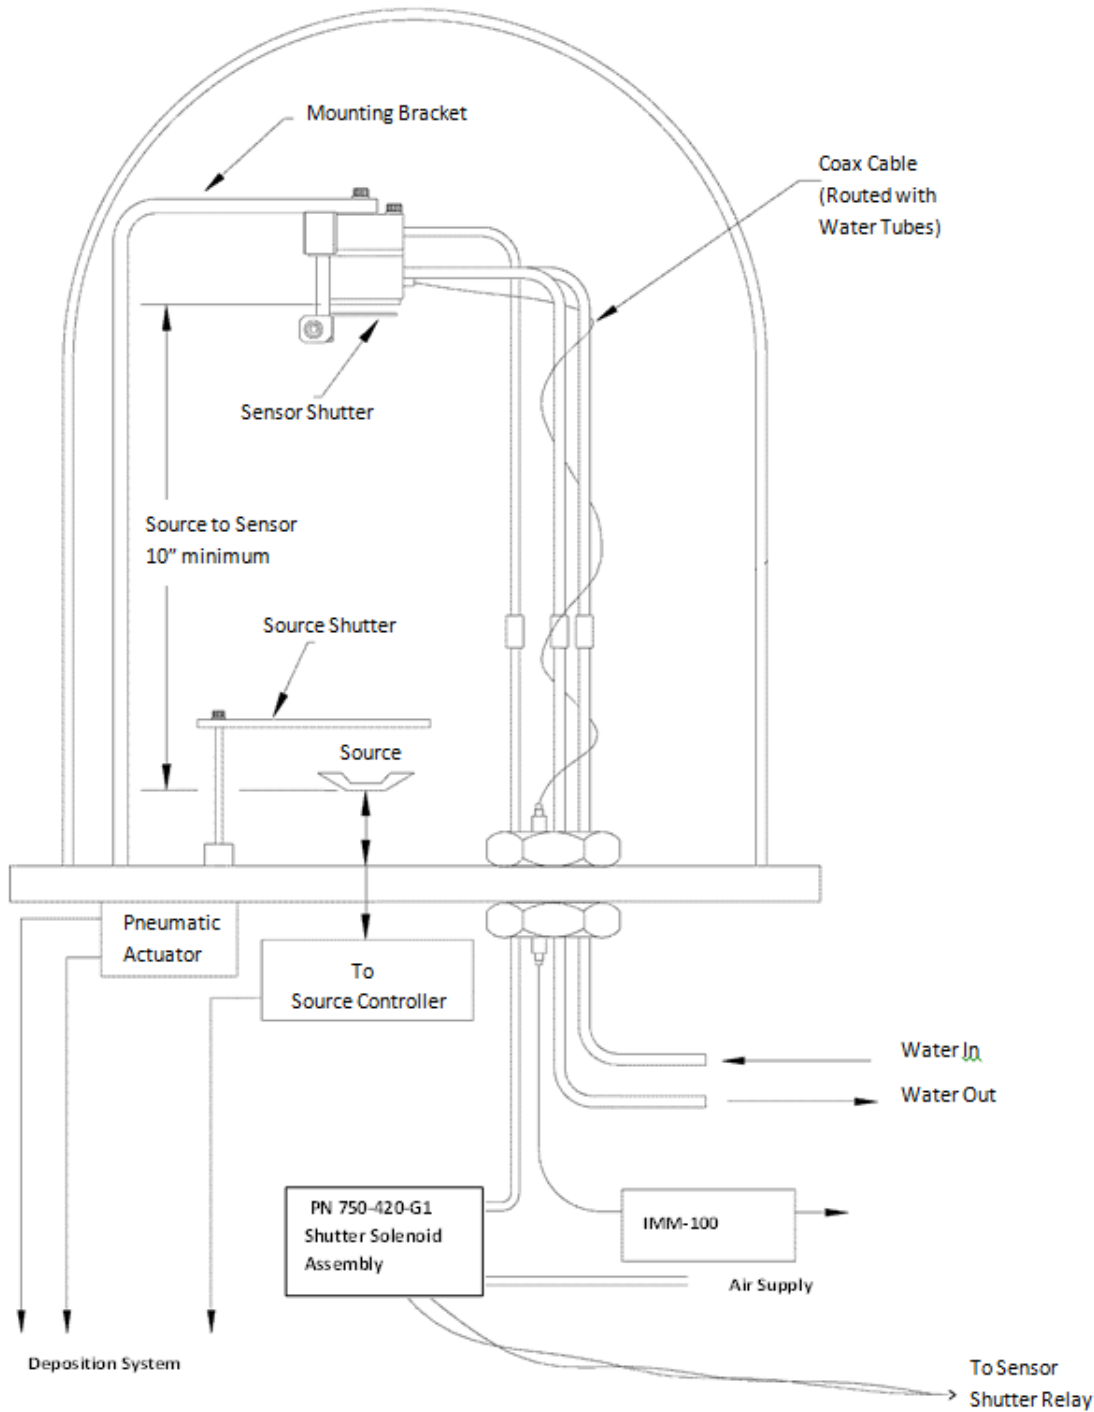 Mounting Bracket
Coax Cable
(Routed with
Water Tubes)
Sensor Shutter
Source to Sensor
10” minimum
Source Shutter
Source
Pneumatic
Actuator
To
Source Controller
Water In
Water Out
PN 750-420-G1
Shutter Solenoid
Assembly
IMM-100
Air Supply
Deposition System
To Sensor
Shutter Relay